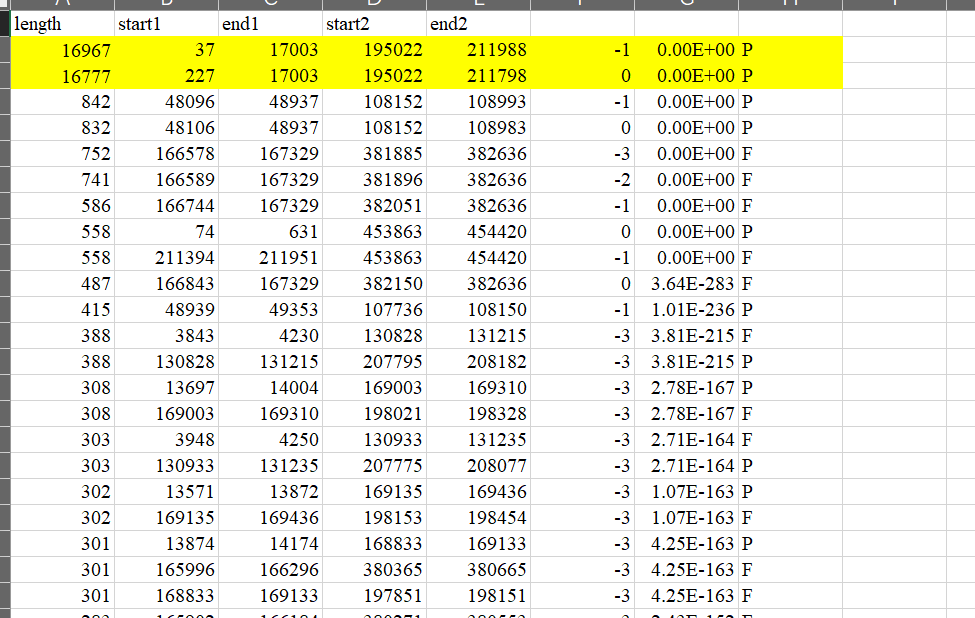 length start1 end1 start2 end2
16967 37 17003 195022 211988 -1 0.00E+00 P
16777 227 17003 195022 211798 0 0.00E+00 P
842 48096 48937 108152 108993 -1 0.00E+00 P
832 48106 48937 108152 108983 0 0.00E+00 P
752 166578 167329 381885 382636 -3 0.00E+00 F
741 166589 167329 381896 382636 -2 0.00E+00 F
586 166744 167329 382051 382636 -1 0.00E+00 F
558 74 631 453863 454420 0 0.00E+00 P
558 211394 211951 453863 454420 -1 0.00E+00 F
487 166843 167329 382150 382636 0 3.64E-283 F
415 48939 49353 107736 108150 -1 1.01E-236 P
388 3843 4230 130828 131215 -3 3.81E-215 F
388 130828 131215 207795 208182 -3 3.81E-215 P
308 13697 14004 169003 169310 -3 2.78E-167 P
308 169003 169310 198021 198328 -3 2.78E-167 F
303 3948 4250 130933 131235 -3 2.71E-164 F
303 130933 131235 207775 208077 -3 2.71E-164 P
302 13571 13872 169135 169436 -3 1.07E-163 P
302 169135 169436 198153 198454 -3 1.07E-163 F
301 13874 14174 168833 169133 -3 4.25E-163 P
301 165996 166296 380365 380665 -3 4.25E-163 F
301 168833 169133 197851 198151 -3 4.25E-163 F